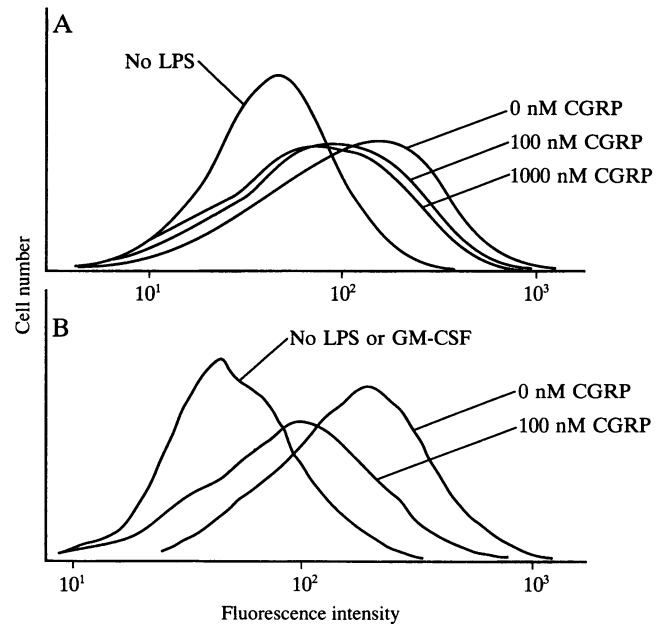 A
No LPS
0 nM CGRP
100 nM CGRP
1000 nM CGRP
10¹ 10² 10³
Cell number
B
No LPS or GM-CSF
0 nM CGRP
100 nM CGRP
10¹ 10² 10³
Fluorescence intensity